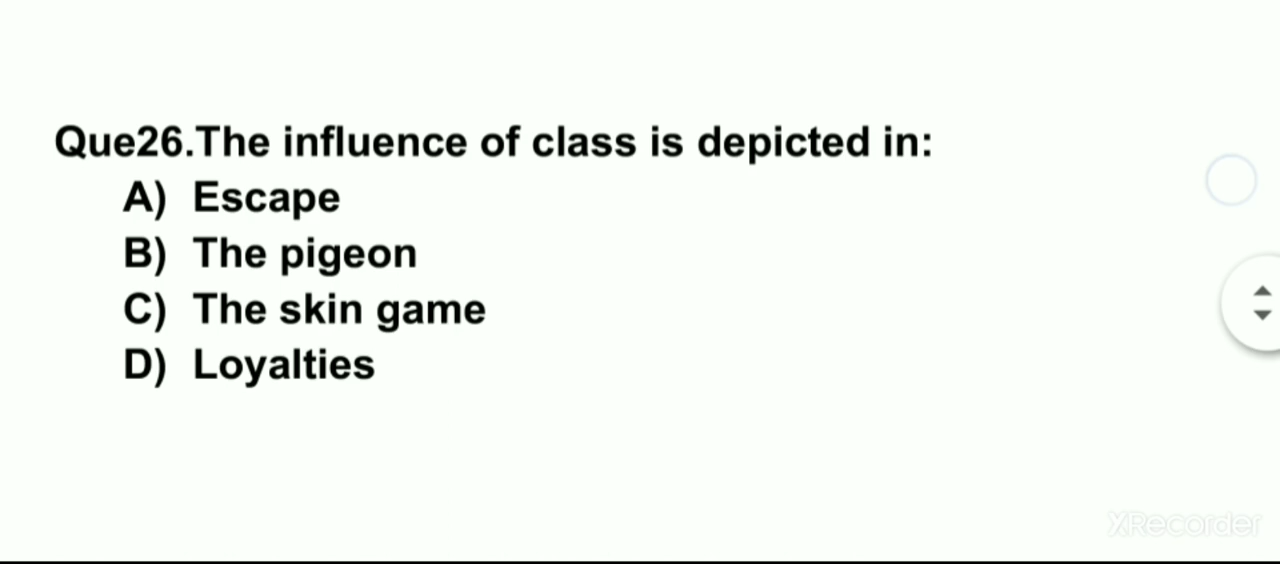 Que26.The influence of class is depicted in:
A) Escape
B) The pigeon
C) The skin game
D) Loyalties
XRecorder